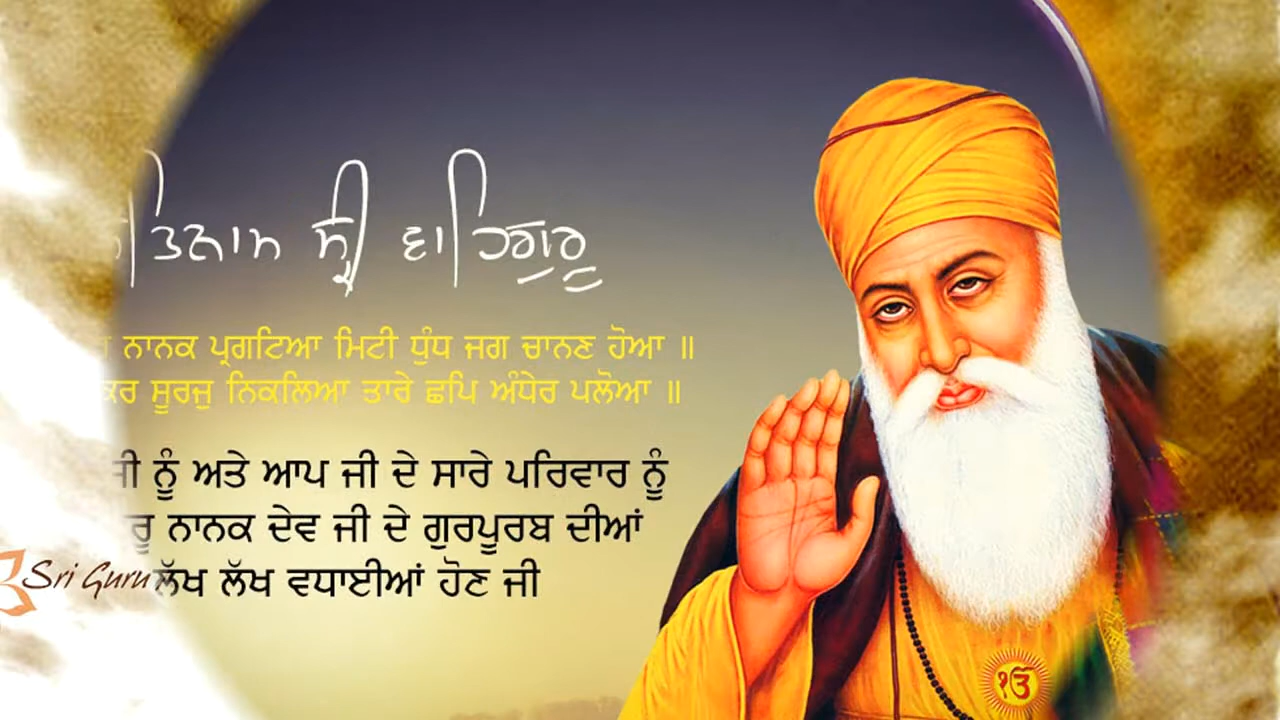 ਸ੍ਰੀ ਵਾਹਿਗੁਰੂ
ਨਾਨਕ ਪ੍ਰਗਟਿਆ ਮਿਟੀ ਧੁੰਧ ਜਗ ਚਾਨਣ ਹੋਆ ॥
ਸੂਰਜੁ ਨਿਕਲਿਆ ਤਾਰੇ ਛਪਿ ਅੰਧੇਰ ਪਲੋਆ ॥
ਜੀ ਨੂੰ ਅਤੇ ਆਪ ਜੀ ਦੇ ਸਾਰੇ ਪਰਿਵਾਰ ਨੂੰ
ਨਾਨਕ ਦੇਵ ਜੀ ਦੇ ਗੁਰਪੂਰਬ ਦੀਆਂ
ਲੱਖ ਲੱਖ ਵਧਾਈਆਂ ਹੋਣ ਜੀ
Sri Guru
ੴ